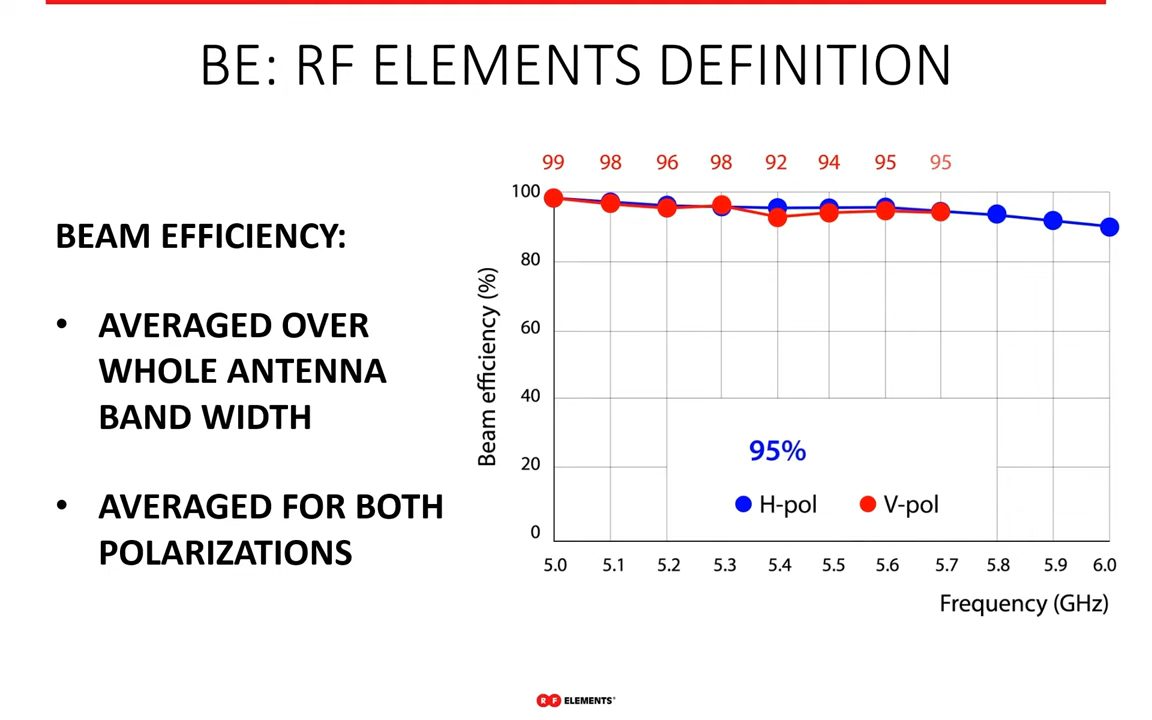 BE: RF ELEMENTS DEFINITION
BEAM EFFICIENCY:
• AVERAGED OVER
WHOLE ANTENNA
BAND WIDTH
• AVERAGED FOR BOTH
POLARIZATIONS
99 98 96 98 92 94 95 95
100
80
60
40
20
0
Beam efficiency (%)
95%
H-pol V-pol
5.0 5.1 5.2 5.3 5.4 5.5 5.6 5.7 5.8 5.9 6.0
Frequency (GHz)
RF ELEMENTS